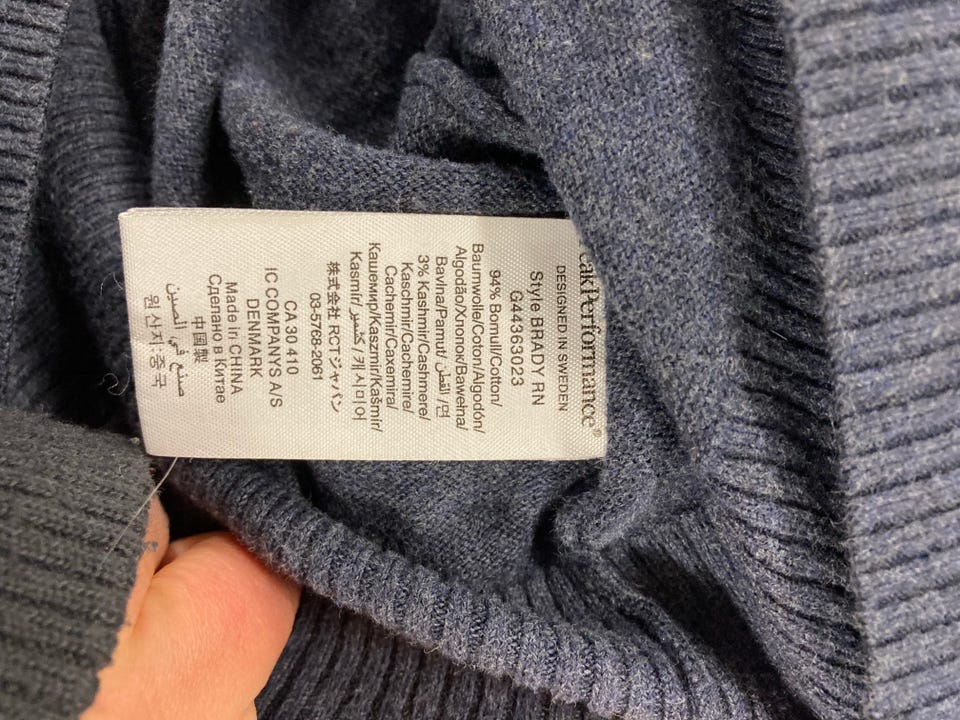 eakPerformance®
DESIGNED IN SWEDEN
Style BRADY RN
G44363023
94% Bomull/Cotton/
Baumwolle/Coton/Algodón/
Algodão/Хлопок/Bawełna/
Bavlna/Pamut/ القطن /면
3% Kashmir/Cashmere/
Kaschmir/Cachemire/
Cachemir/Caxemira/
Кашемир/Kaszmir/Kašmír/
Kasmír/ كشمير /캐시미어
株式会社 RCTジャパン
03-5768-2061
CA 30 410
IC COMPANYS A/S
DENMARK
Made in CHINA
Сделано в Китае
中国製
صنع في الصين
원산지:중국